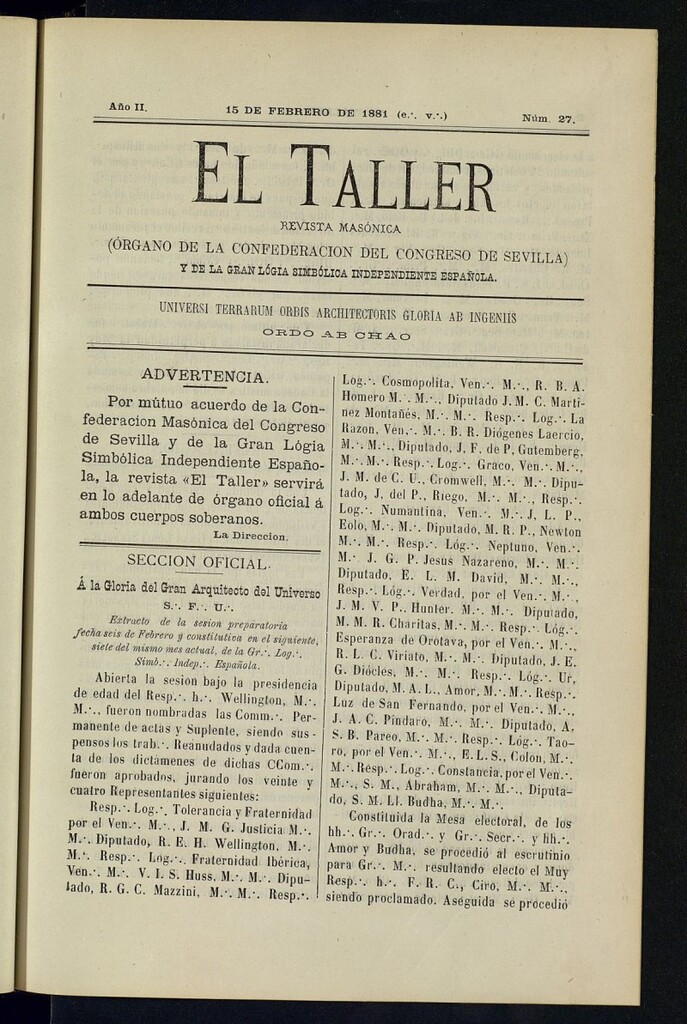 Año II.
15 DE FEBRERO DE 1881 (e.·. v.·.)
Núm. 27.
EL TALLER
REVISTA MASÓNICA
(ÓRGANO DE LA CONFEDERACION DEL CONGRESO DE SEVILLA)
Y DE LA GRAN LÓGIA SIMBÓLICA INDEPENDIENTE ESPAÑOLA.
UNIVERSI TERRARUM ORBIS ARCHITECTORIS GLORIA AB INGENIIS
ORDO AB CHAO
ADVERTENCIA.
Por mútuo acuerdo de la Con-
federacion Masónica del Congreso
de Sevilla y de la Gran Lógia
Simbólica Independiente Españo-
la, la revista «El Taller» servirá
en lo adelante de órgano oficial á
ambos cuerpos soberanos.
La Direccion.
SECCION OFICIAL.
Á la Gloria del Gran Arquitecto del Universo
S.·. F.·. U.·.
Extracto de la sesion preparatoria
fecha seis de Febrero y constitutiva en el siguiente,
siete del mismo mes actual, de la Gr.·. Log.·.
Simb.·. Indep.·. Española.
Abierta la sesion bajo la presidencia
de edad del Resp.·. h.·. Wellington, M.·.
M.·., fueron nombradas las Comm.·. Per-
manente de actas y Suplente, siendo sus-
pensos los trab.·. Reanudados y dada cuen-
ta de los dictámenes de dichas CCom.·.
fueron aprobados, jurando los veinte y
cuatro Representantes siguientes:
Resp.·. Log.·. Tolerancia y Fraternidad
por el Ven.·. M.·., J. M. G. Justicia M.·.
M.·. Diputado, R. E. H. Wellington, M.·.
M.·. Resp.·. Log.·. Fraternidad Ibérica,
Ven.·. M.·. V. I. S. Huss, M.·. M.·. Dipu-
tado, R. G. C. Mazzini, M.·. M.·. Resp.·.
Log.·. Cosmopolita, Ven.·. M.·., R. B. A.
Homero M.·. M.·., Diputado J. M. C. Marti-
nez Montañés, M.·. M.·. Resp.·. Log.·. La
Razon, Ven.·. M.·. B. R. Diógenes Laercio,
M.·. M.·., Diputado, J. F. de P. Gutemberg,
M.·. M.·. Resp.·. Log.·. Graco, Ven.·. M.·.,
J. M. de C. U., Cromwell, M.·. M.·. Dipu-
tado, J. del P., Riego, M.·. M.·., Resp.·.
Log.·. Numantina, Ven.·. M.·. J. L. P.,
Eolo, M.·. M.·. Diputado, M. R. P., Newton
M.·. M.·. Resp.·. Lóg.·. Neptuno, Ven.·.
M.·. J. G. P. Jesús Nazareno, M.·. M.·.
Diputado, E. L. M. David, M.·. M.·.,
Resp.·. Lóg.·. Verdad, por el Ven.·. M.·.,
J. M. V. P., Hunter. M.·. M.·. Diputado,
M. M. R. Charitas, M.·. M.·. Resp.·. Lóg.·.
Esperanza de Orotava, por el Ven.·. M.·.,
R. L. C. Viriato, M.·. M.·. Diputado, J. E.
G. Diócles, M.·. M.·. Resp.·. Lóg.·. Ur,
Diputado, M. A. L., Amor, M.·. M.·. Resp.·.
Luz de San Fernando, por el Ven.·. M.·.,
J. A. C. Píndaro, M.·. M.·. Diputado, A.
S. B. Pareo, M.·. M.·. Resp.·. Lóg.·. Tao-
ro, por el Ven.·. M.·., E. L. S., Colon, M.·.
M.·. Resp.·. Log.·. Constancia, por el Ven.·.
M.·., S. M., Abraham, M.·. M.·., Diputa-
do, S. M. Ll. Budha, M.·. M.·.
Constituida la Mesa electoral, de los
hh.·. Gr.·. Orad.·. y Gr.·. Secr.·. y hh.·.
Amor y Budha, se procedió al escrutinio
para Gr.·. M.·. resultando electo el Muy
Resp.·. h.·. F. R. C., Ciro, M.·. M.·.,
siendo proclamado. Aseguida se procedió